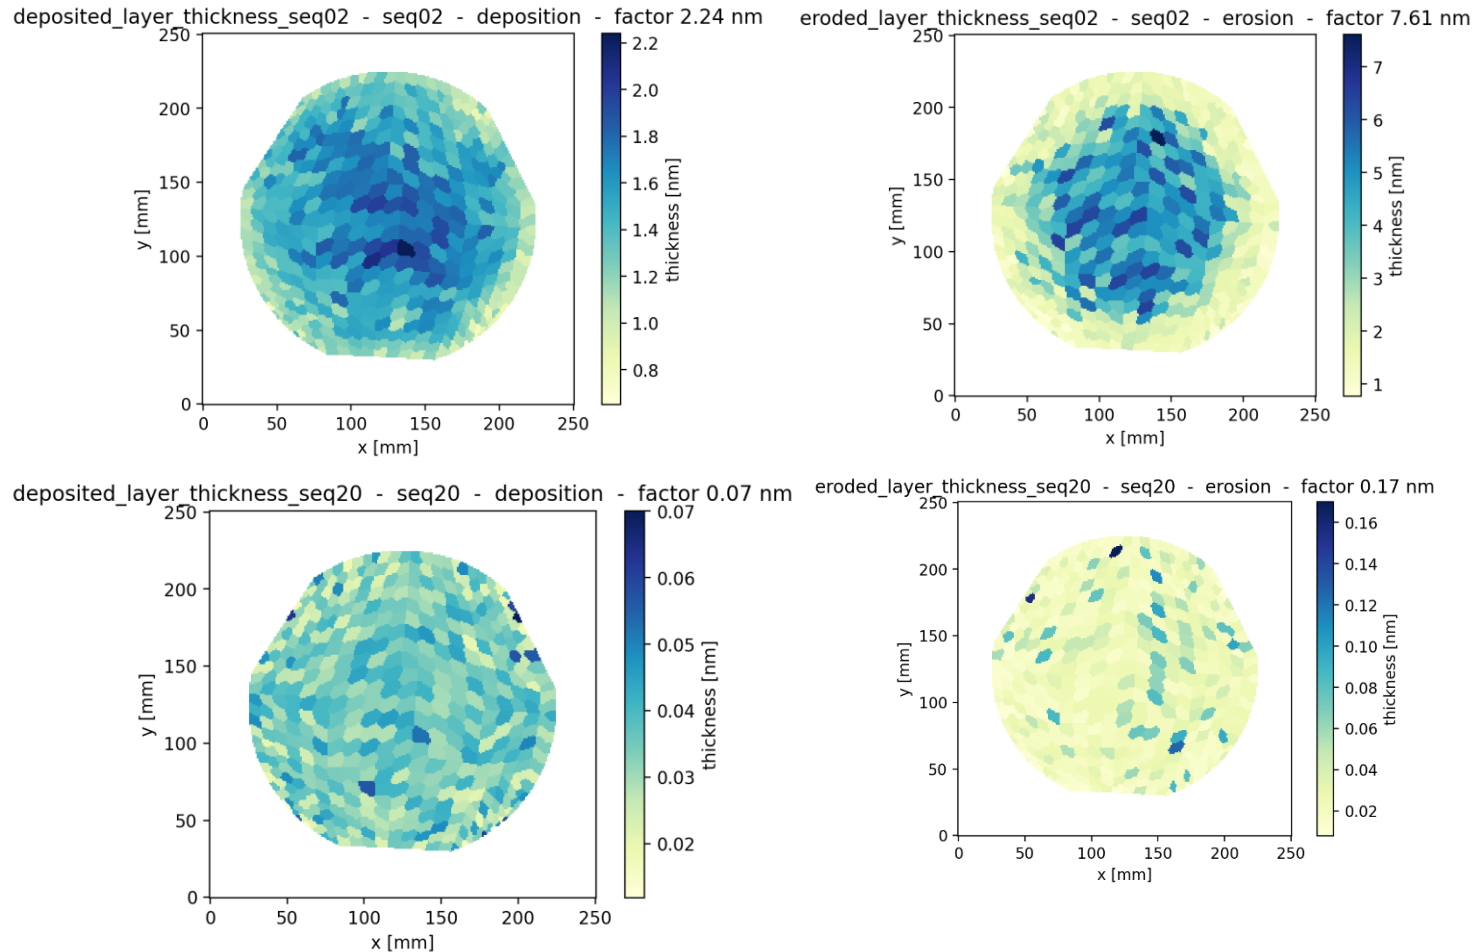 deposited_layer_thickness_seq02 - seq02 - deposition - factor 2.24 nm
250
200
150
100
50
0
y [mm]
0 50 100 150 200 250
x [mm]
2.2
2.0
1.8
1.6
1.4
1.2
1.0
0.8
thickness [nm]
eroded_layer_thickness_seq02 - seq02 - erosion - factor 7.61 nm
250
200
150
100
50
0
y [mm]
0 50 100 150 200 250
x [mm]
7
6
5
4
3
2
1
thickness [nm]
deposited_layer_thickness_seq20 - seq20 - deposition - factor 0.07 nm
250
200
150
100
50
0
y [mm]
0 50 100 150 200 250
x [mm]
0.07
0.06
0.05
0.04
0.03
0.02
thickness [nm]
eroded_layer_thickness_seq20 - seq20 - erosion - factor 0.17 nm
250
200
150
100
50
0
y [mm]
0 50 100 150 200 250
x [mm]
0.16
0.14
0.12
0.10
0.08
0.06
0.04
0.02
thickness [nm]